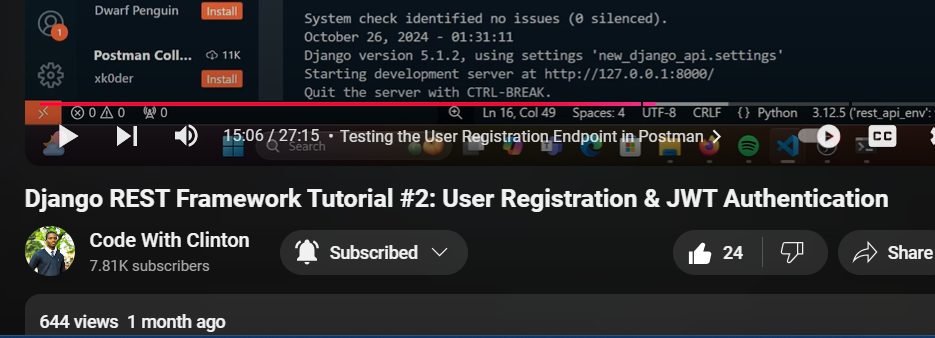 Dwarf Penguin Install
1
Postman Coll... 11K
xk0der Install
System check identified no issues (0 silenced).
October 26, 2024 - 01:31:11
Django version 5.1.2, using settings 'new_django_api.settings'
Starting development server at http://127.0.0.1:8000/
Quit the server with CTRL-BREAK.
0 0 0 Ln 16, Col 49 Spaces: 4 UTF-8 CRLF {} Python 3.12.5 ('rest_api_env':
15:06 / 27:15 • Testing the User Registration Endpoint in Postman CC
Search
Django REST Framework Tutorial #2: User Registration & JWT Authentication
Code With Clinton
7.81K subscribers
Subscribed
24
Share
644 views 1 month ago